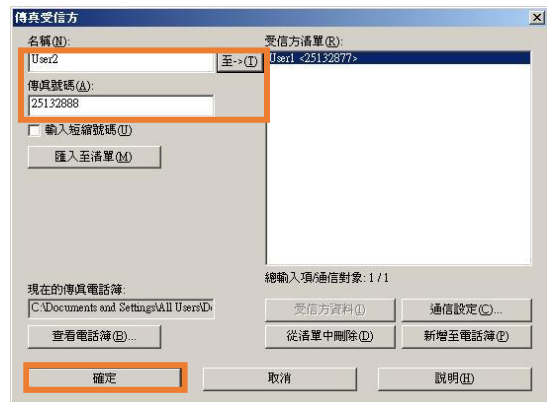 傳真受信方
名稱(N):
User2
至->(T)
傳真號碼(A):
25132888
輸入短縮號碼(U)
匯入至清單(M)
受信方清單(R):
User1 <25132877>
總輸入項/通信對象: 1 / 1
現在的傳真電話簿:
C:\Documents and Settings\All Users\D
受信方資料(I)
通信設定(C)...
查看電話簿(B)...
從清單中刪除(D)
新增至電話簿(P)
確定
取消
說明(H)